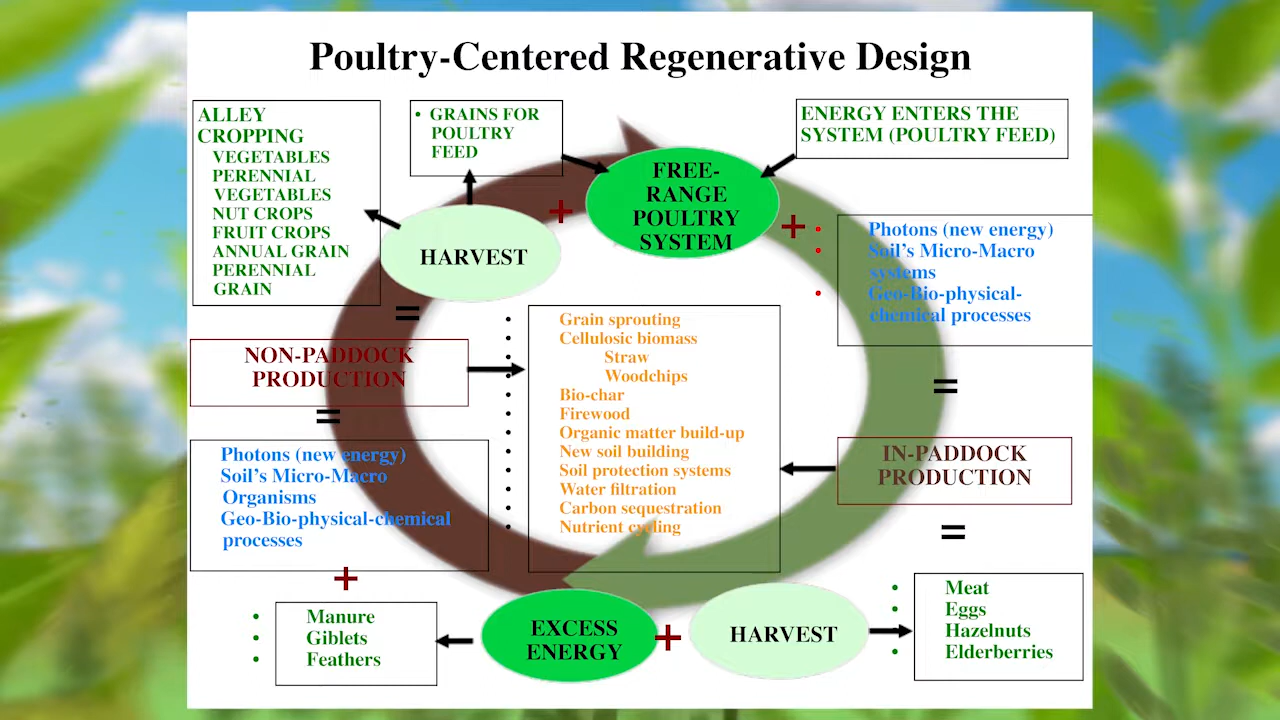 Poultry-Centered Regenerative Design
ALLEY
CROPPING
VEGETABLES
PERENNIAL
VEGETABLES
NUT CROPS
FRUIT CROPS
ANNUAL GRAIN
PERENNIAL
GRAIN
• GRAINS FOR
POULTRY
FEED
FREE-
RANGE
POULTRY
SYSTEM
ENERGY ENTERS THE
SYSTEM (POULTRY FEED)
HARVEST
+
+
• Photons (new energy)
• Soil's Micro-Macro
systems
• Geo-Bio-physical-
chemical processes
=
NON-PADDOCK
PRODUCTION
=
• Grain sprouting
• Cellulosic biomass
• Straw
• Woodchips
• Bio-char
• Firewood
• Organic matter build-up
• New soil building
• Soil protection systems
• Water filtration
• Carbon sequestration
• Nutrient cycling
=
IN-PADDOCK
PRODUCTION
=
Photons (new energy)
Soil's Micro-Macro
Organisms
Geo-Bio-physical-chemical
processes
+
• Manure
• Giblets
• Feathers
EXCESS
ENERGY
+
HARVEST
• Meat
• Eggs
• Hazelnuts
• Elderberries